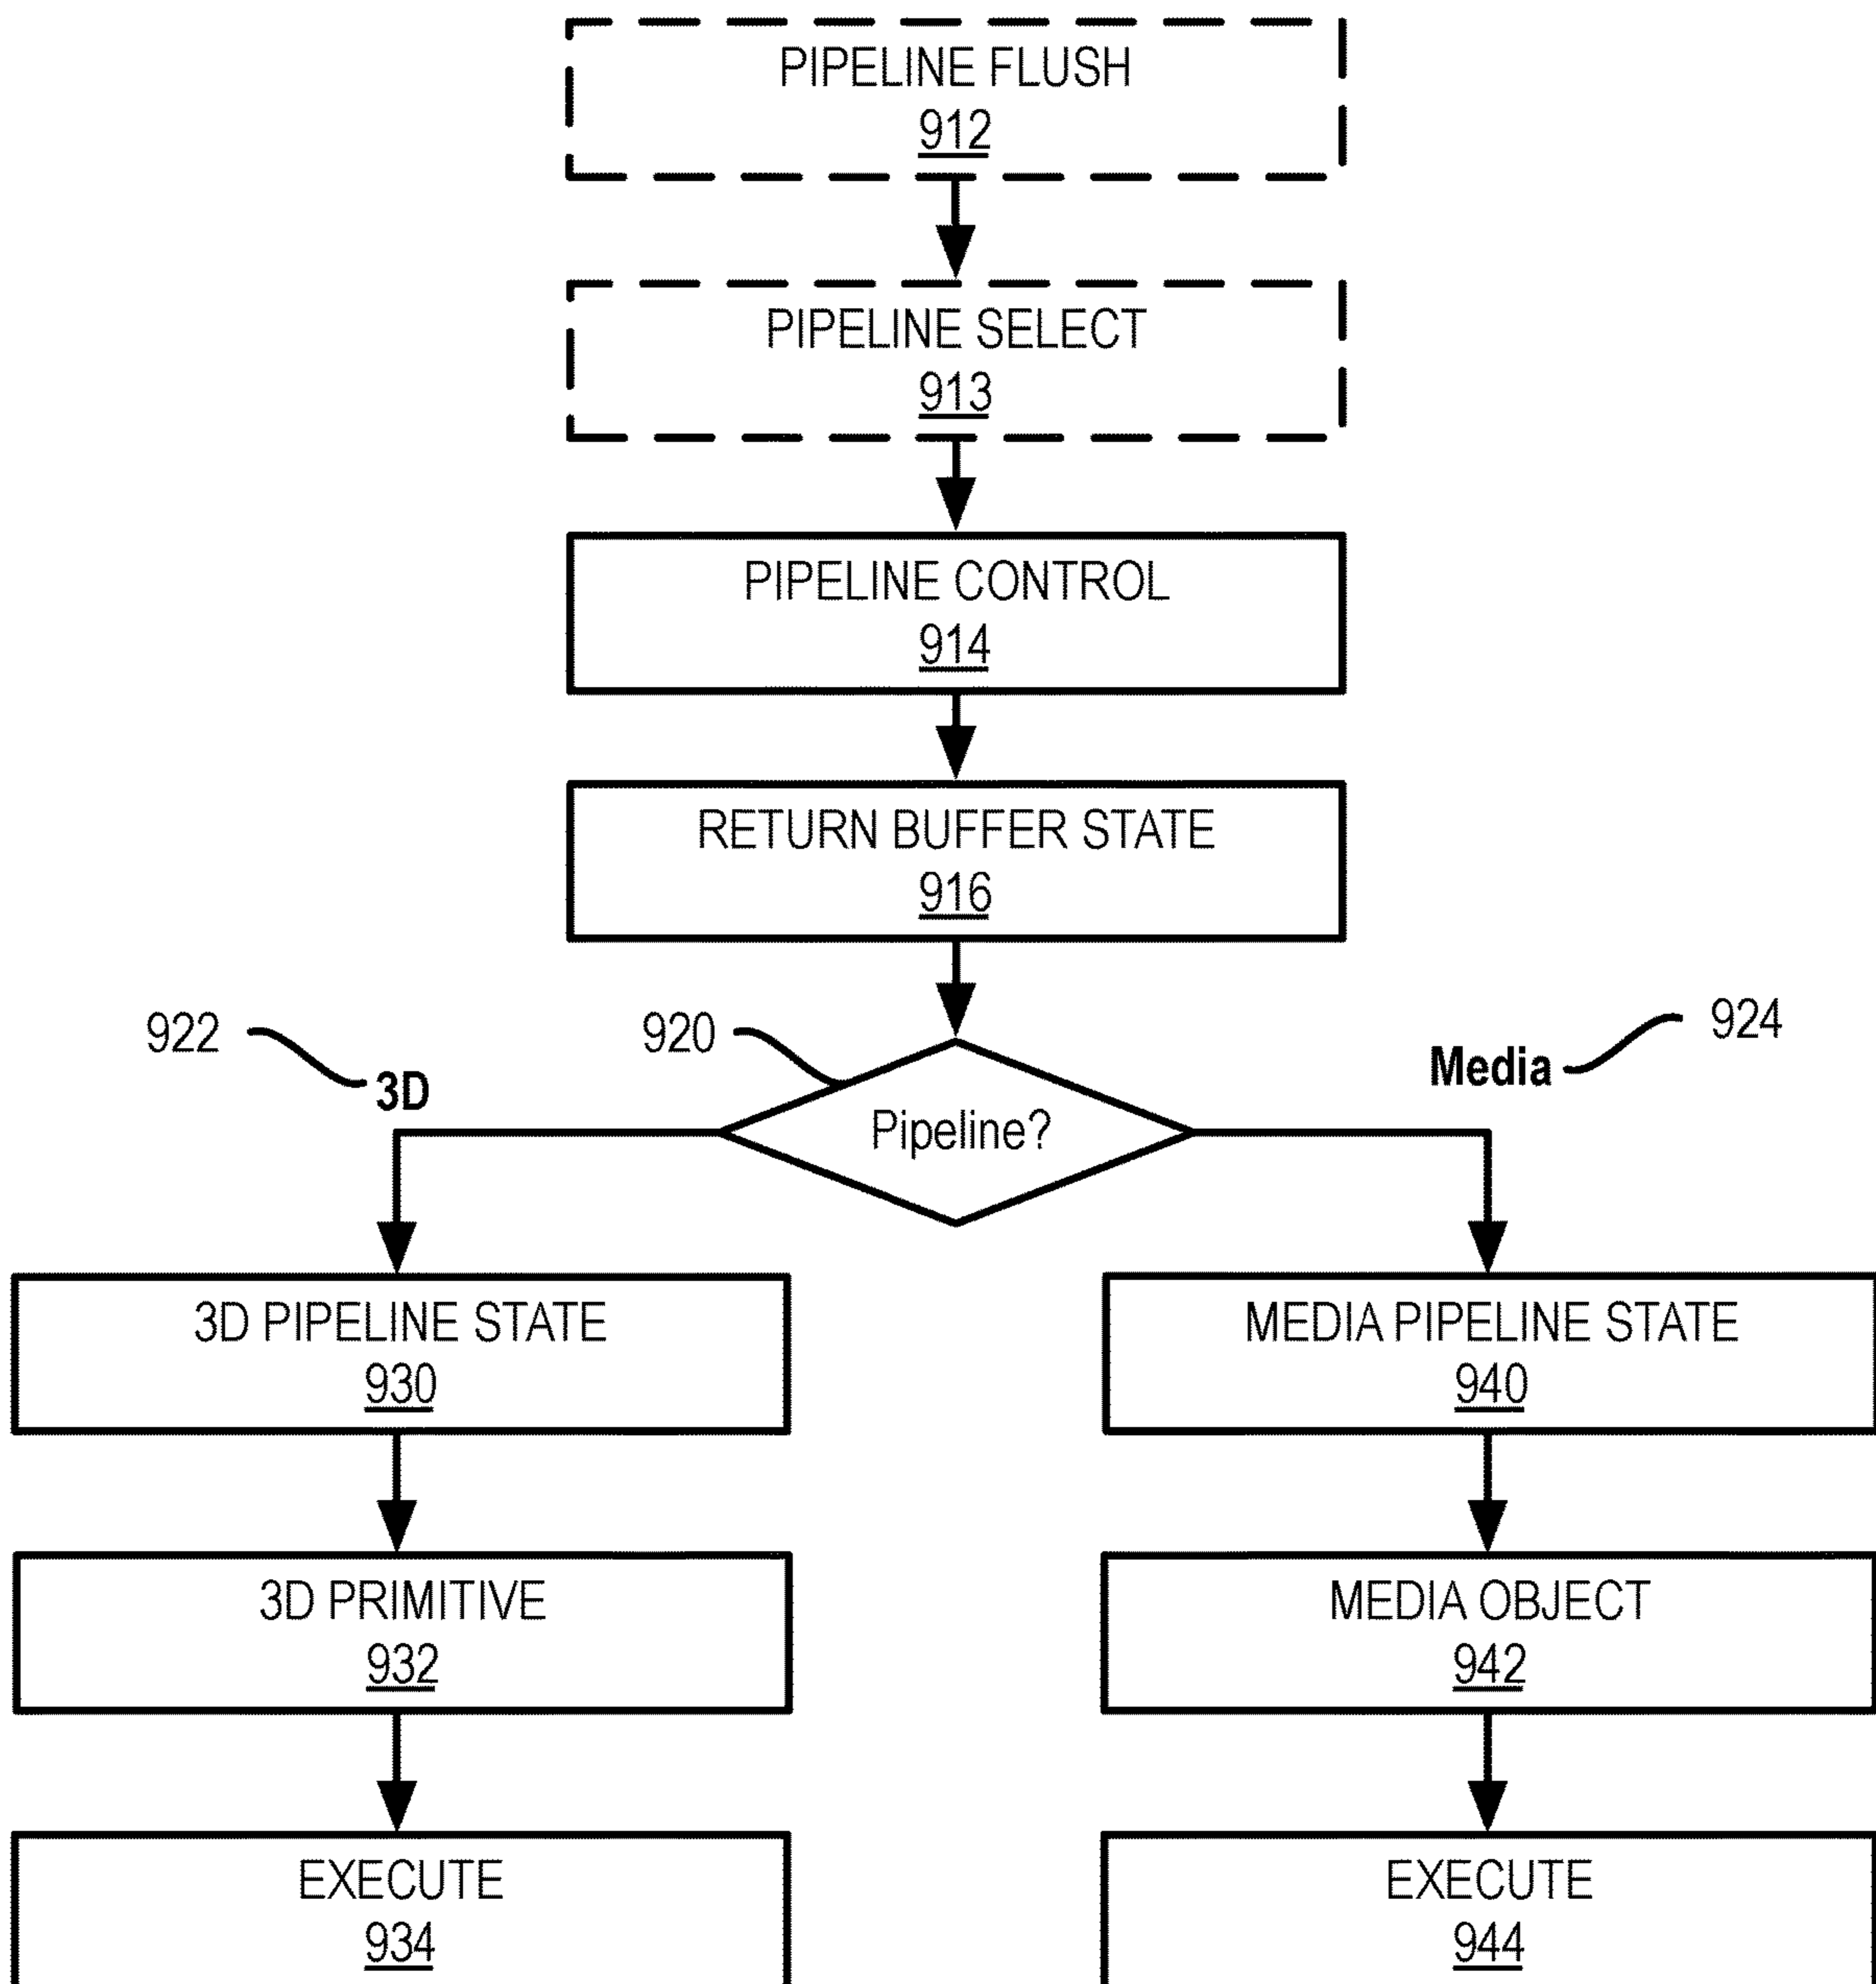 PIPELINE FLUSH
912
PIPELINE SELECT
913
PIPELINE CONTROL
914
RETURN BUFFER STATE
916
922
920
924
3D
Media
Pipeline?
3D PIPELINE STATE
930
MEDIA PIPELINE STATE
940
3D PRIMITIVE
932
MEDIA OBJECT
942
EXECUTE
934
EXECUTE
944